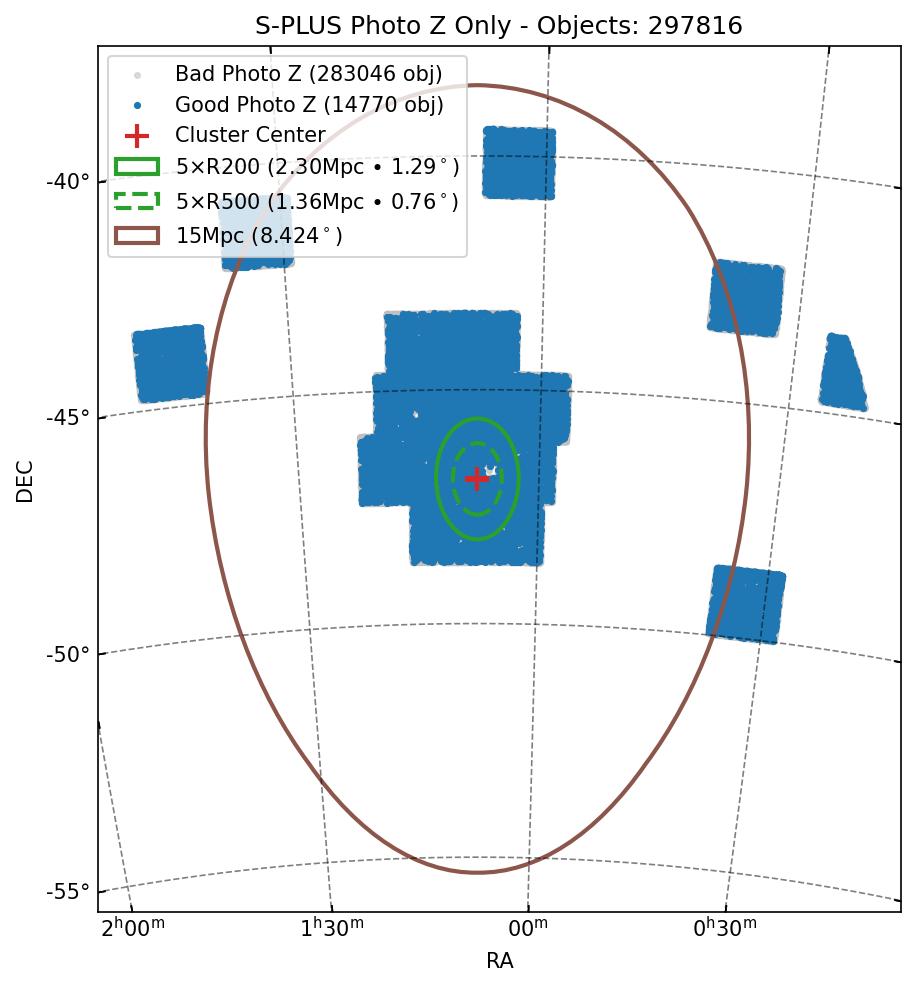 S-PLUS Photo Z Only - Objects: 297816
Bad Photo Z (283046 obj)
Good Photo Z (14770 obj)
Cluster Center
5×R200 (2.30Mpc • 1.29°)
5×R500 (1.36Mpc • 0.76°)
15Mpc (8.424°)
-40°
-45°
-50°
-55°
DEC
2ʰ00ᵐ
1ʰ30ᵐ
00ᵐ
0ʰ30ᵐ
RA